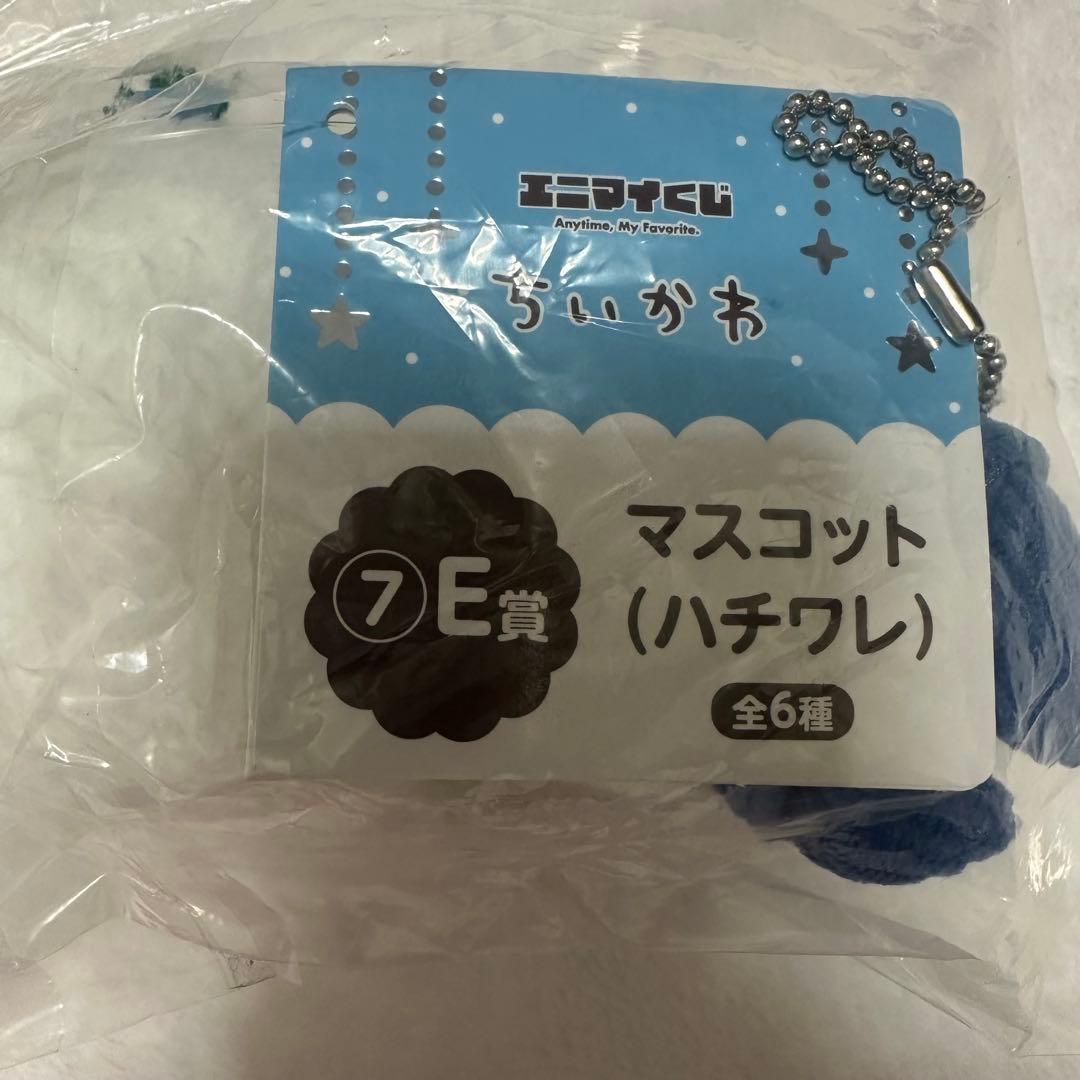 エニマイくじ
Anytime, My Favorite.
ちいかわ
⑦E賞
マスコット
(ハチワレ)
全6種